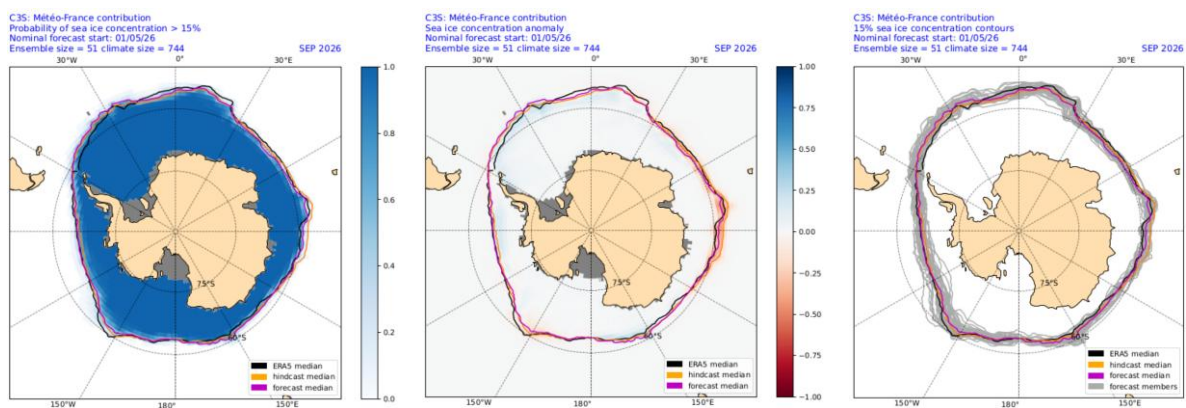 C3S: Météo-France contribution
Probability of sea ice concentration > 15%
Nominal forecast start: 01/05/26
Ensemble size = 51 climate size = 744 SEP 2026
30°W 0° 30°E
1.0
0.8
0.6
0.4
0.2
0.0
75°S
60°S
ERA5 median
hindcast median
forecast median
150°W 180° 150°E
C3S: Météo-France contribution
Sea ice concentration anomaly
Nominal forecast start: 01/05/26
Ensemble size = 51 climate size = 744 SEP 2026
30°W 0° 30°E
1.00
0.75
0.50
0.25
0.00
−0.25
−0.50
−0.75
−1.00
75°S
60°S
ERA5 median
hindcast median
forecast median
150°W 180° 150°E
C3S: Météo-France contribution
15% sea ice concentration contours
Nominal forecast start: 01/05/26
Ensemble size = 51 climate size = 744 SEP 2026
30°W 0° 30°E
75°S
60°S
ERA5 median
hindcast median
forecast median
forecast members
150°W 180° 150°E